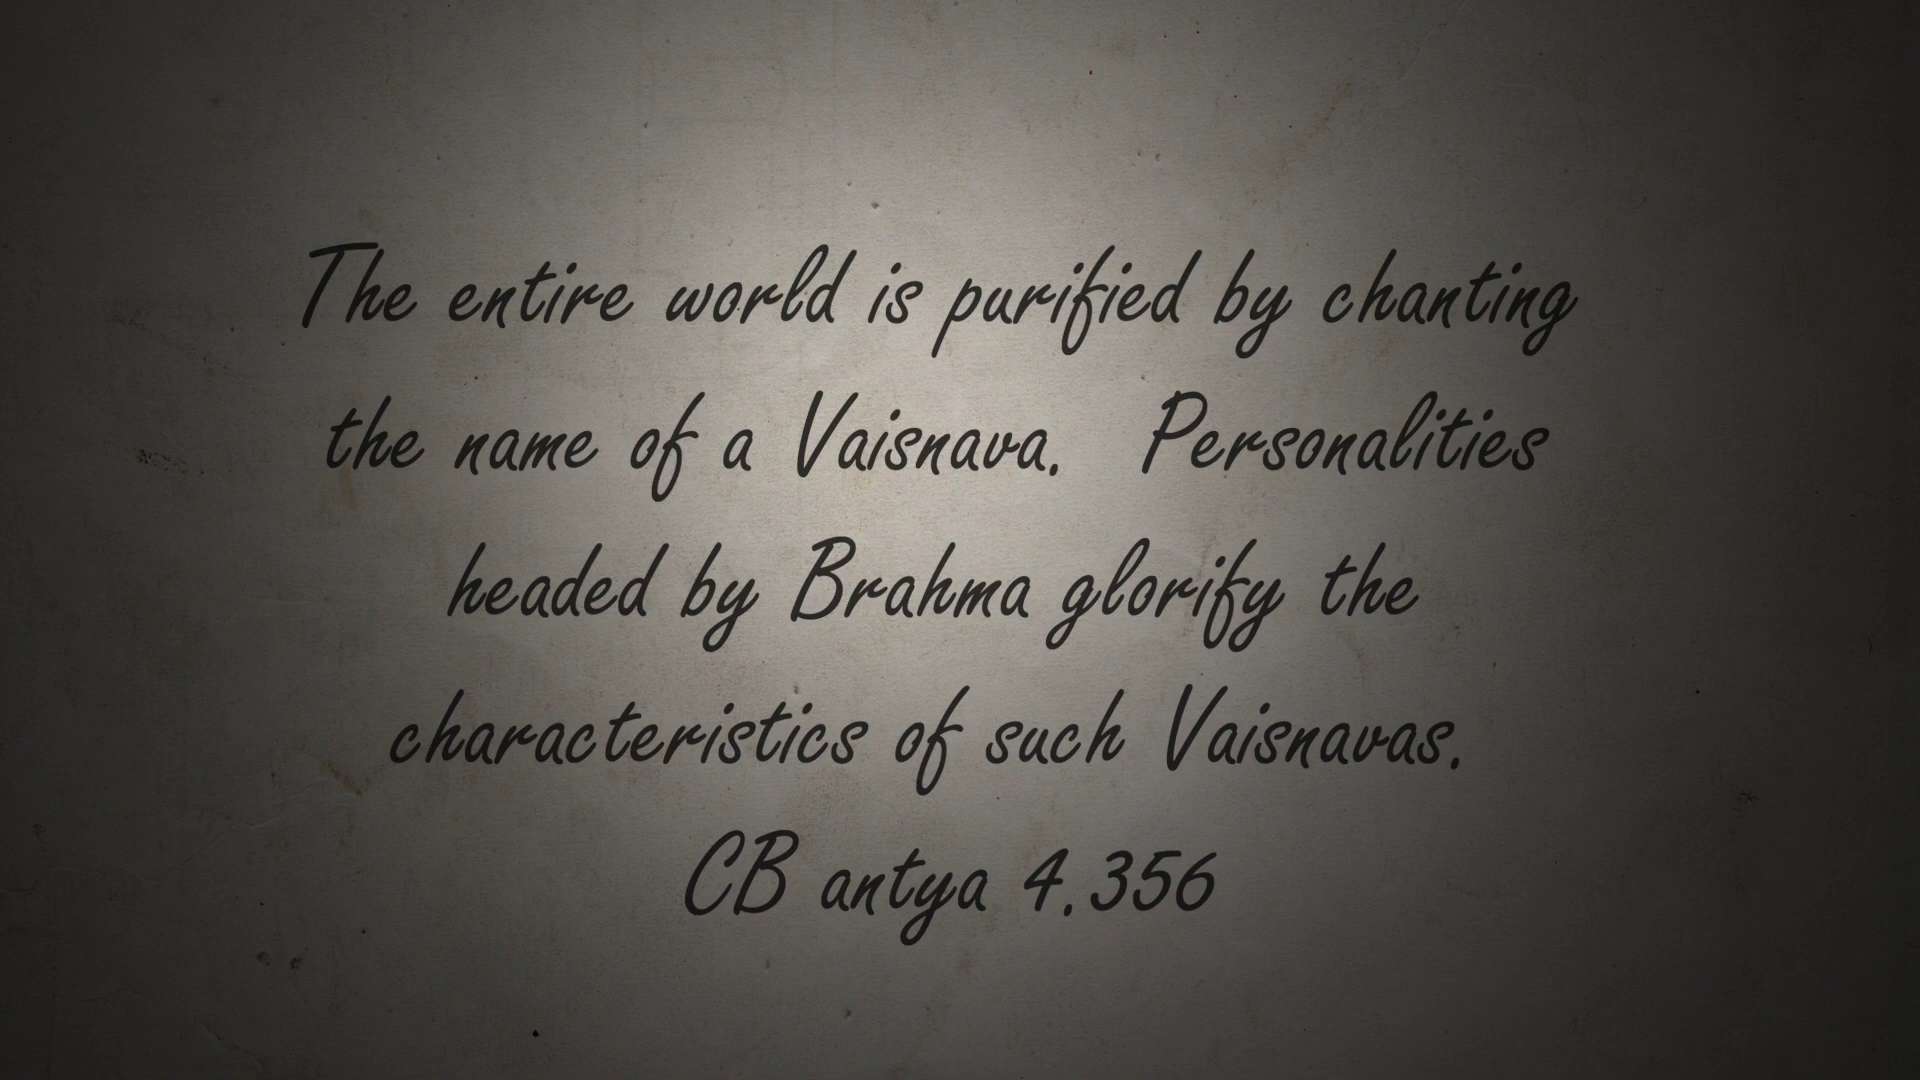 The entire world is purified by chanting
the name of a Vaisnava. Personalities
headed by Brahma glorify the
characteristics of such Vaisnavas.
CB antya 4.356